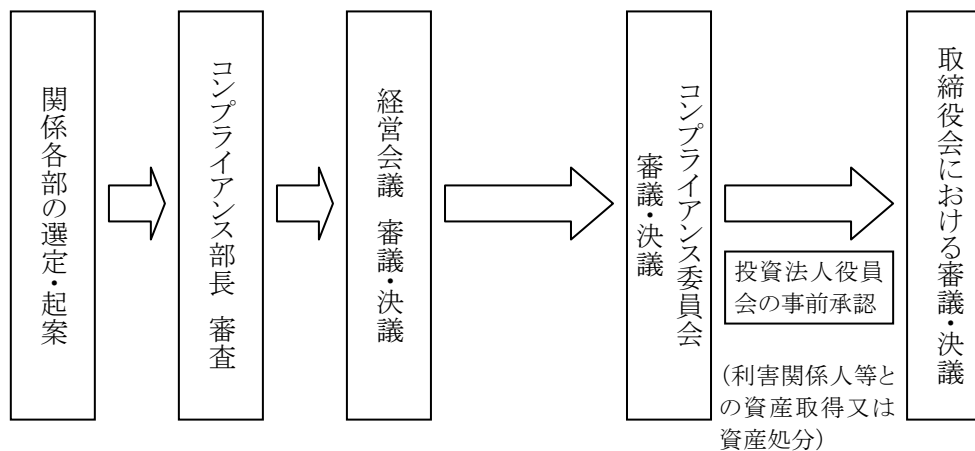 関係各部の選定・起案
コンプライアンス部長 審査
経営会議 審議・決議
コンプライアンス委員会
審議・決議
投資法人役員
会の事前承認
(利害関係人等と
の資産取得又は
資産処分)
取締役会における審議・決議